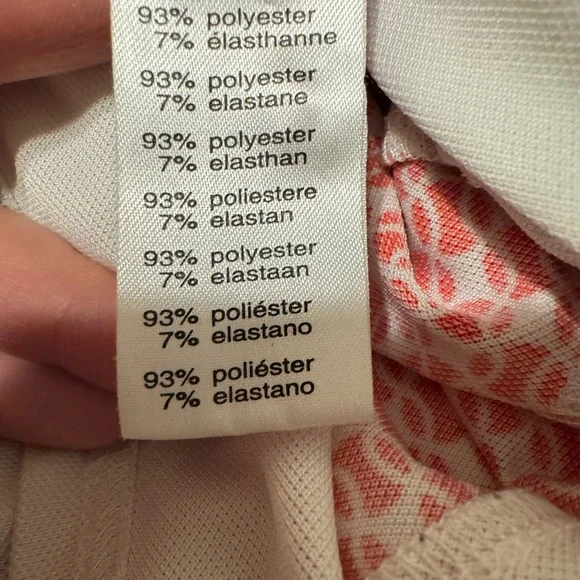 93% polyester
7% élasthanne
93% polyester
7% elastane
93% polyester
7% elasthan
93% poliestere
7% elastan
93% polyester
7% elastaan
93% poliéster
7% elastano
93% poliéster
7% elastano